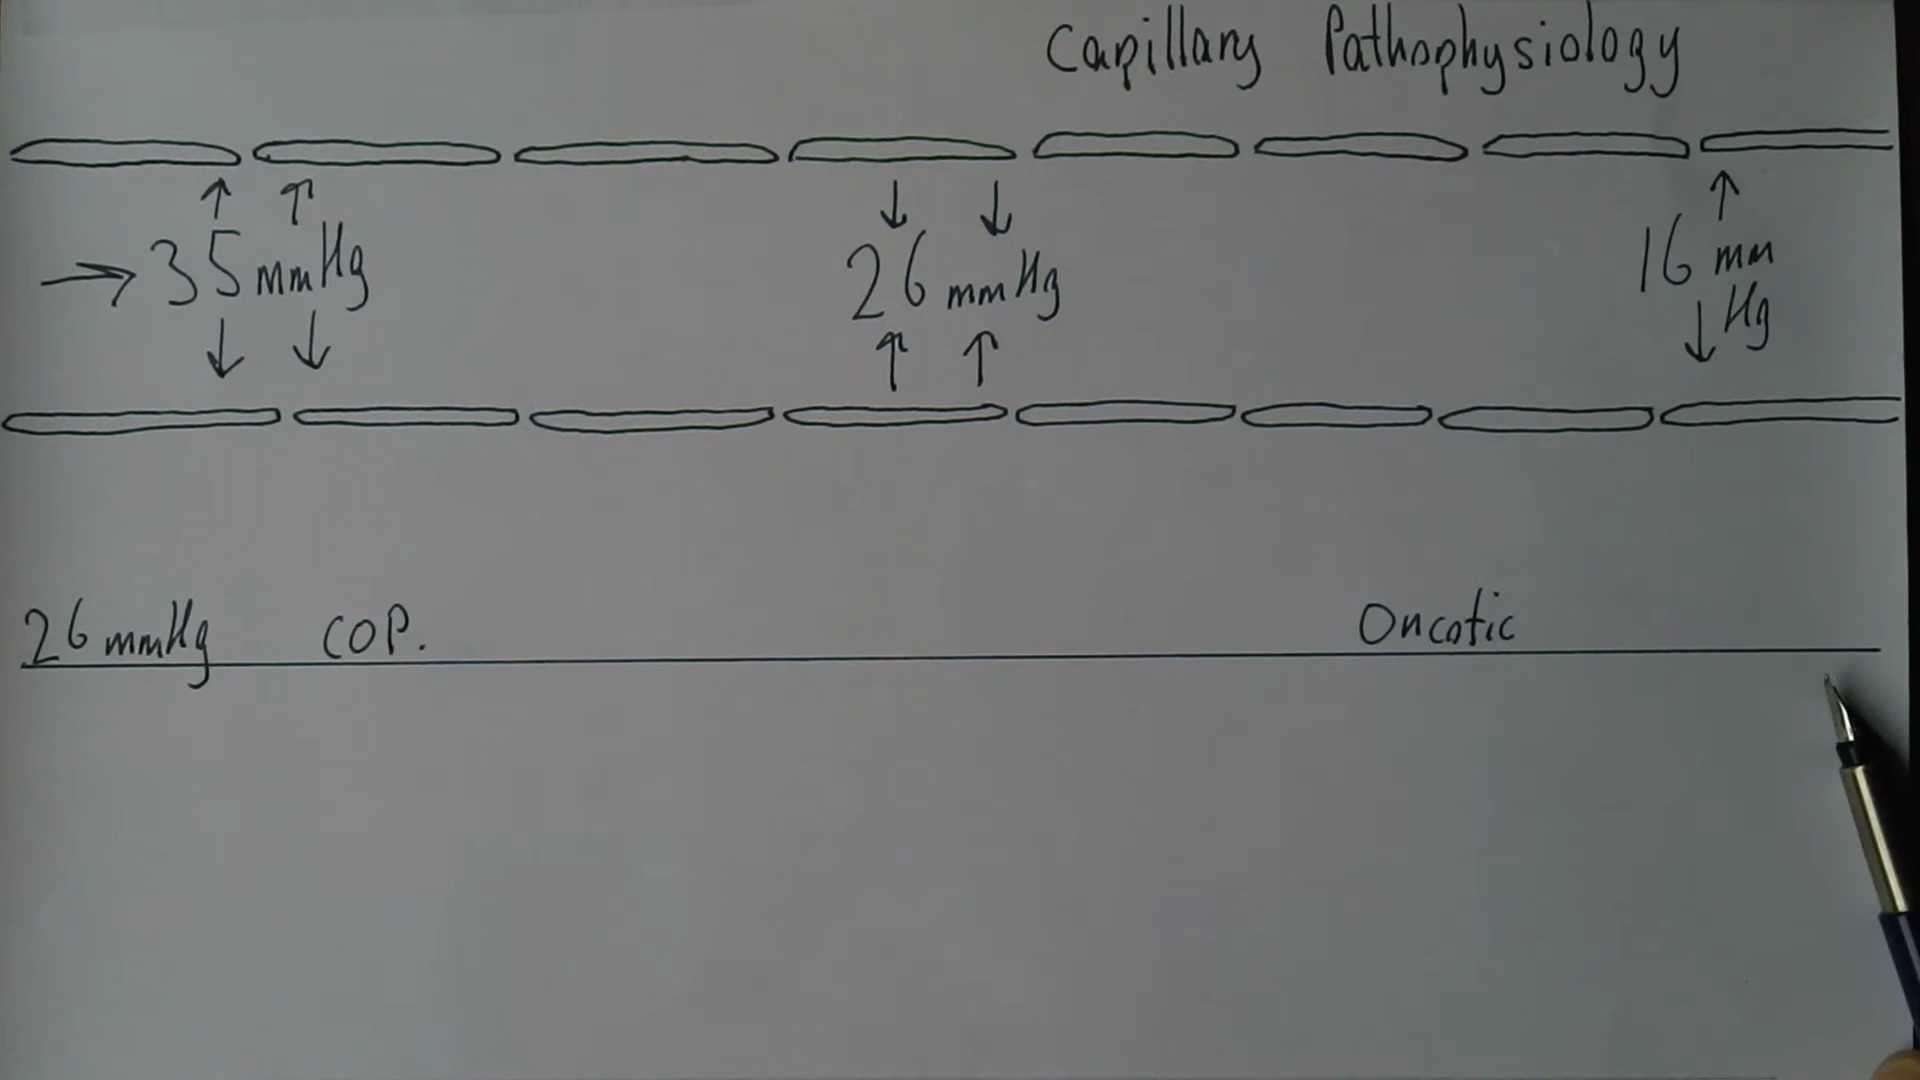 Capillary Pathophysiology
35 mmHg
26 mmHg
16 mm
Hg
26 mmHg COP. Oncotic